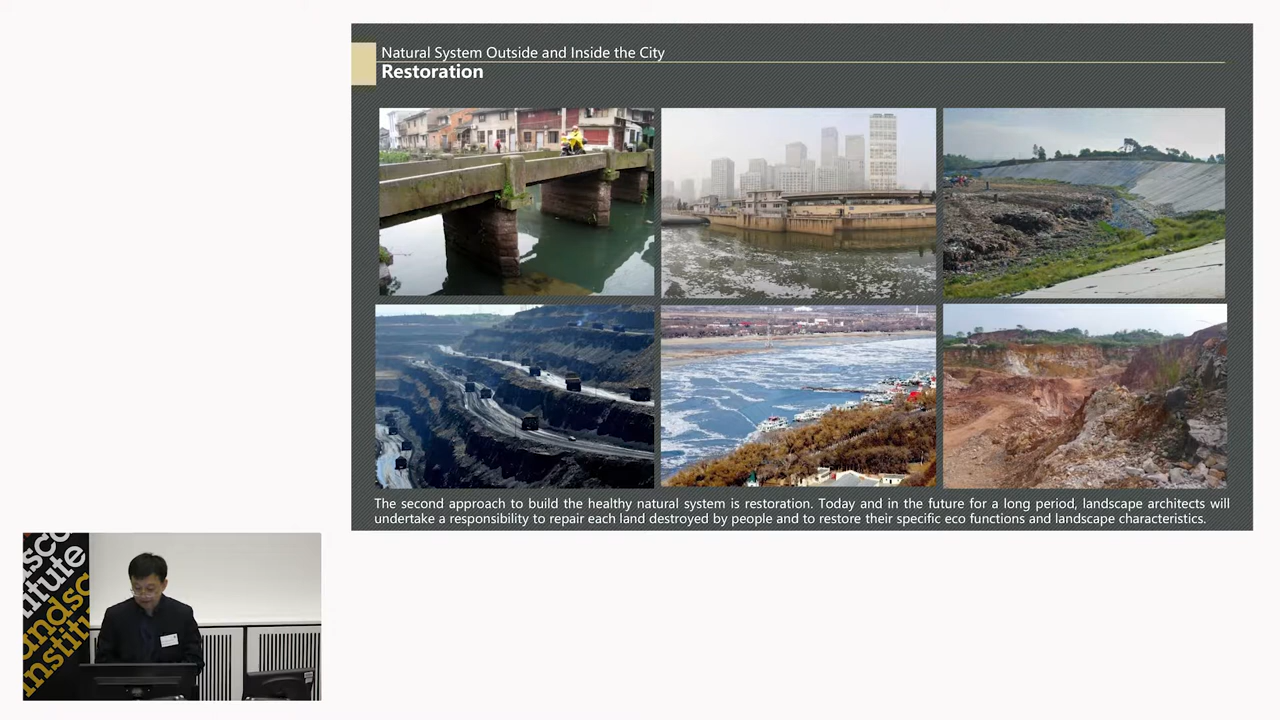 Natural System Outside and Inside the City
Restoration
The second approach to build the healthy natural system is restoration. Today and in the future for a long period, landscape architects will
undertake a responsibility to repair each land destroyed by people and to restore their specific eco functions and landscape characteristics.